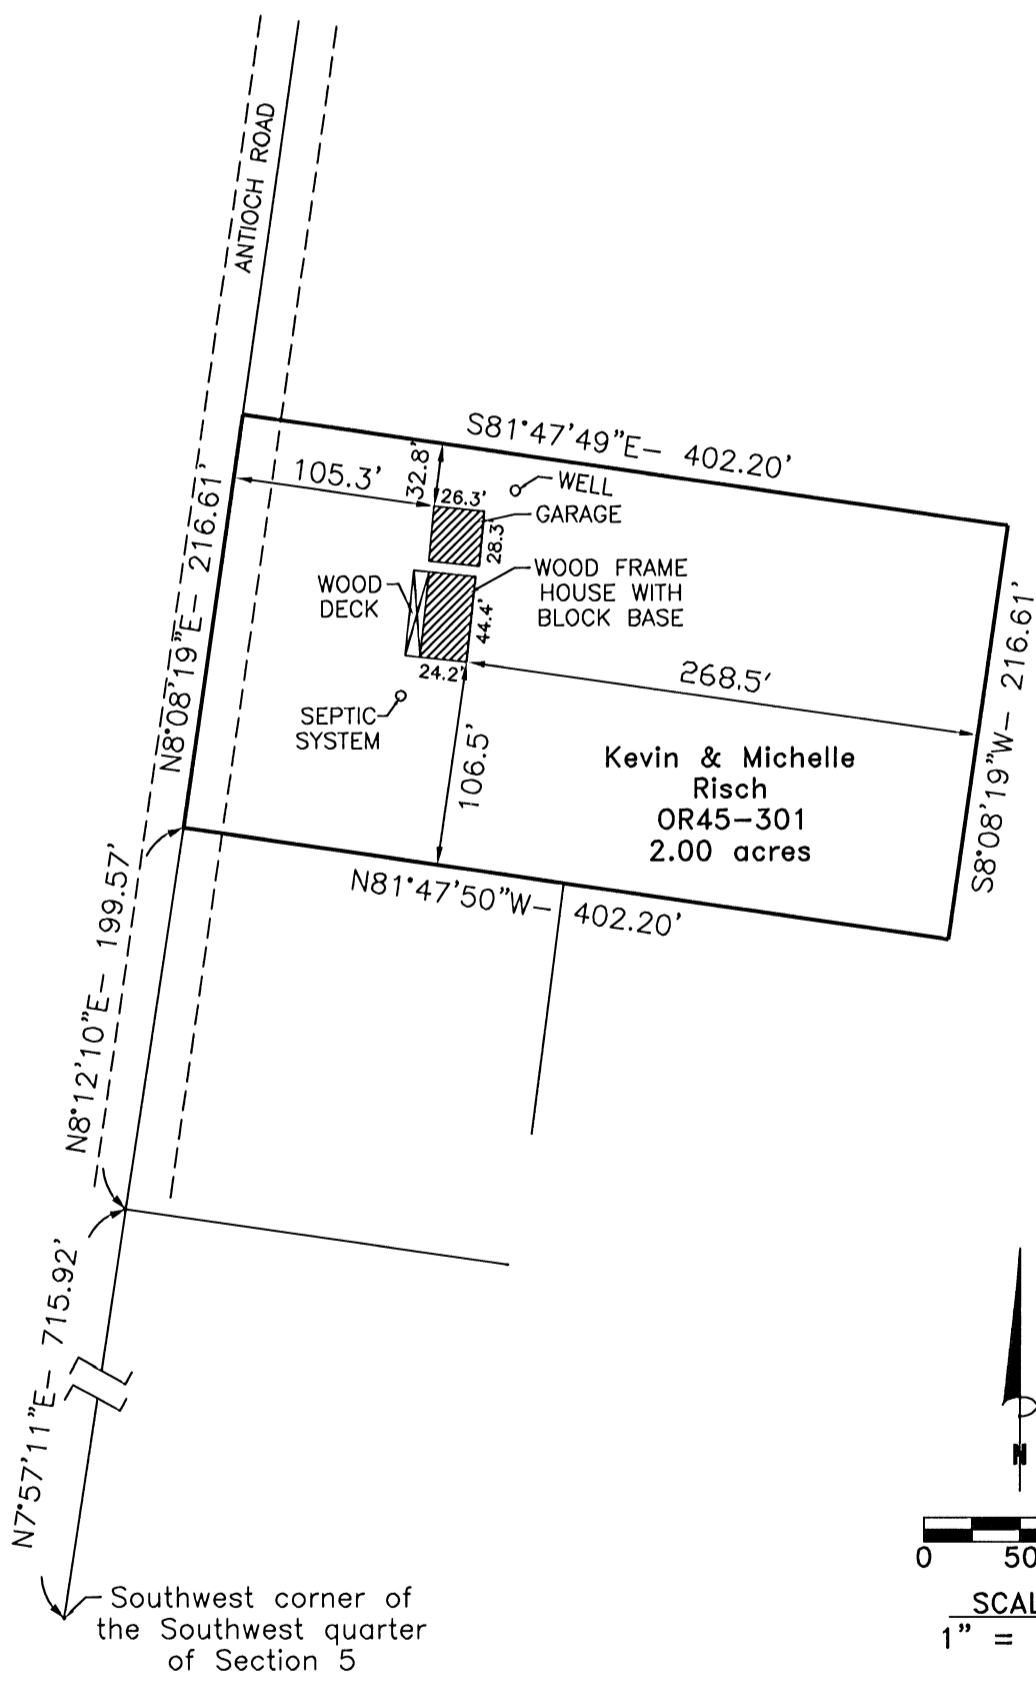 ANTIOCH ROAD
S81°47'49"E- 402.20'
105.3'
32.8'
26.3'
WELL
GARAGE
28.3'
WOOD FRAME
HOUSE WITH
BLOCK BASE
WOOD
DECK
44.4'
24.2'
268.5'
SEPTIC
SYSTEM
106.5'
N8°08'19"E- 216.61'
S8°08'19"W- 216.61'
Kevin & Michelle
Risch
OR45-301
2.00 acres
N81°47'50"W- 402.20'
N8°12'10"E- 199.57'
N7°57'11"E- 715.92'
Southwest corner of
the Southwest quarter
of Section 5
N
0 50
SCAL
1" =